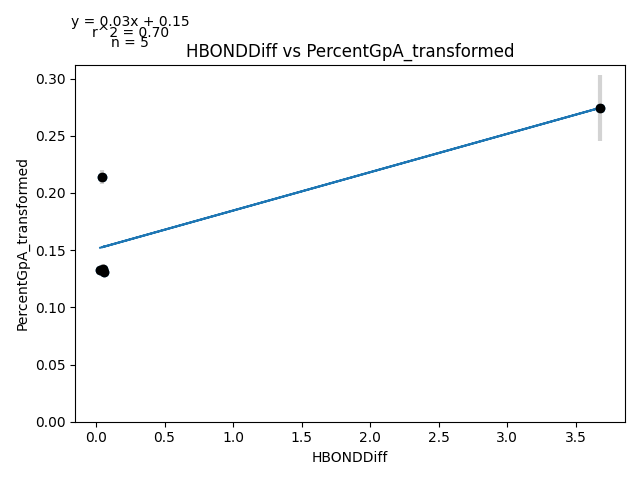 y = 0.03x + 0.15
r^2 = 0.70
n = 5
HBONDDiff vs PercentGpA_transformed
PercentGpA_transformed
0.30
0.25
0.20
0.15
0.10
0.05
0.00
0.0 0.5 1.0 1.5 2.0 2.5 3.0 3.5
HBONDDiff